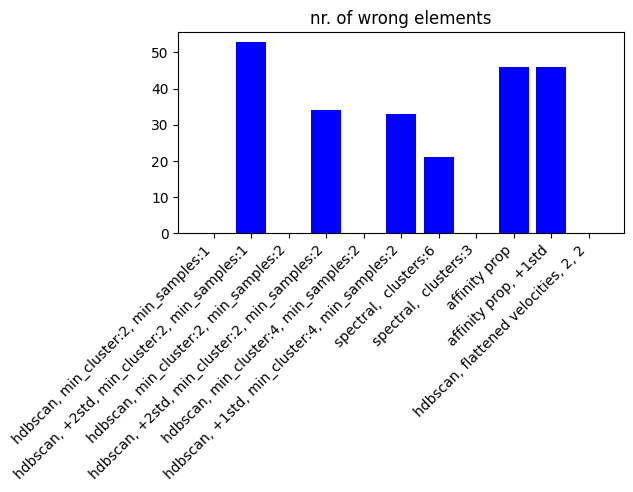 nr. of wrong elements
50
40
30
20
10
0
hdbscan, min_cluster:2, min_samples:1
hdbscan, +2std, min_cluster:2, min_samples:1
hdbscan, min_cluster:2, min_samples:2
hdbscan, +2std, min_cluster:2, min_samples:2
hdbscan, min_cluster:4, min_samples:2
hdbscan, +1std, min_cluster:4, min_samples:2
spectral,  clusters:6
spectral,  clusters:3
affinity prop
affinity prop, +1std
hdbscan, flattened velocities, 2, 2